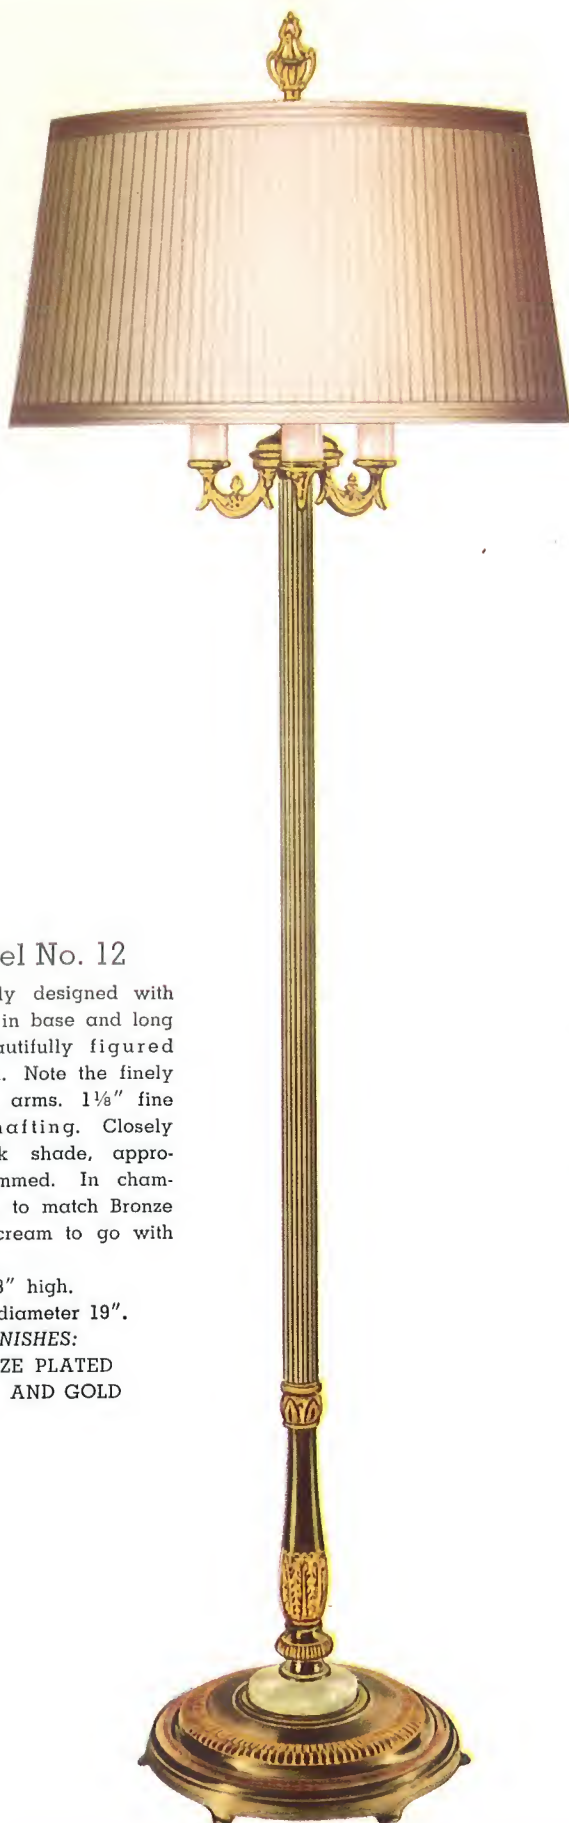 el No. 12
ly designed with
in base and long
autifully figured
. Note the finely
arms. 1⅛" fine
hafting. Closely
k shade, appro-
mmed. In cham-
to match Bronze
cream to go with
8" high.
diameter 19".
NISHES:
ZE PLATED
AND GOLD